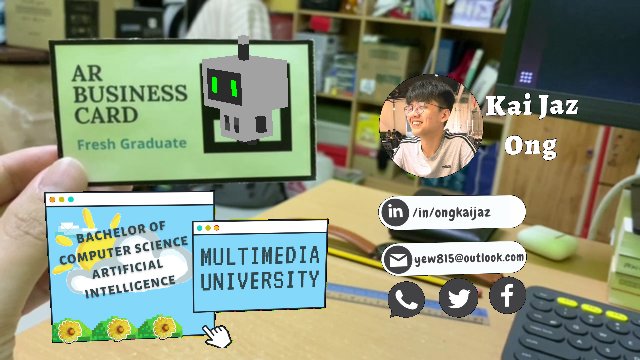 AR
BUSINESS
CARD
Fresh Graduate
Kai Jaz
Ong
in /in/ongkaijaz
yew815@outlook.com
BACHELOR OF
COMPUTER SCIENCE
ARTIFICIAL
INTELLIGENCE
MULTIMEDIA
UNIVERSITY